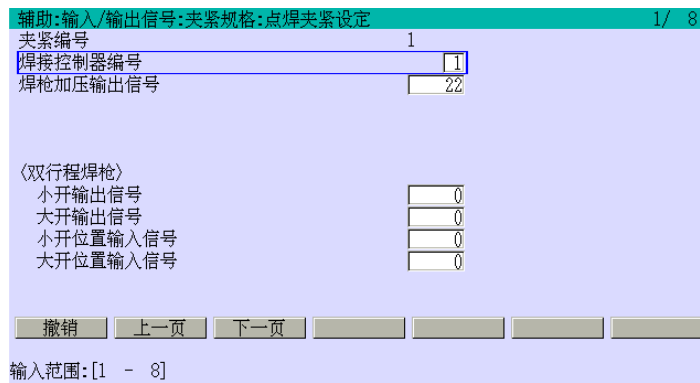 辅助:输入/输出信号:夹紧规格:点焊夹紧设定 1/ 8
夹紧编号 1
焊接控制器编号 1
焊枪加压输出信号 22
〈双行程焊枪〉
小开输出信号 0
大开输出信号 0
小开位置输入信号 0
大开位置输入信号 0
撤销 上一页 下一页
输入范围:[1 - 8]